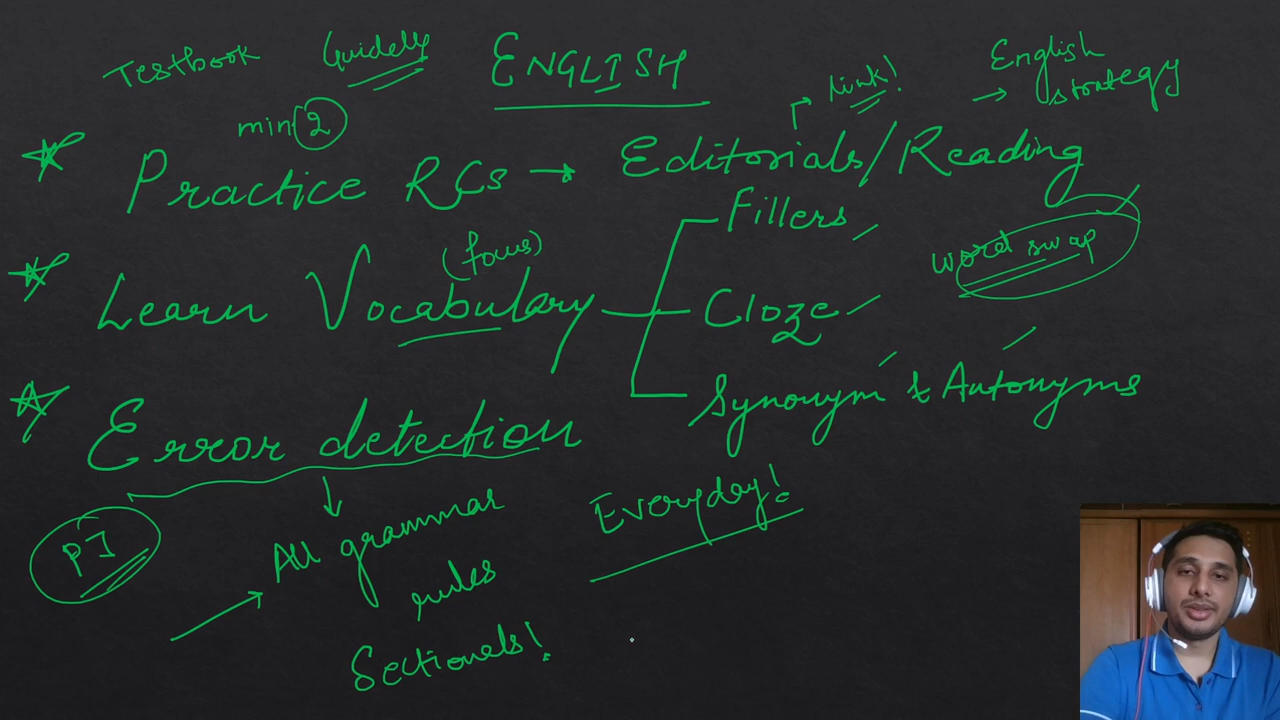 Testbook Guidely ENGLISH
Link! → English strategy
min 2
Practice RCs → Editorials/Reading
Learn Vocabulary (focus)
Fillers
word swap
Cloze
Synonym & Antonyms
Error detection
PJ
→ All grammar rules
Everyday!
Sectionals!